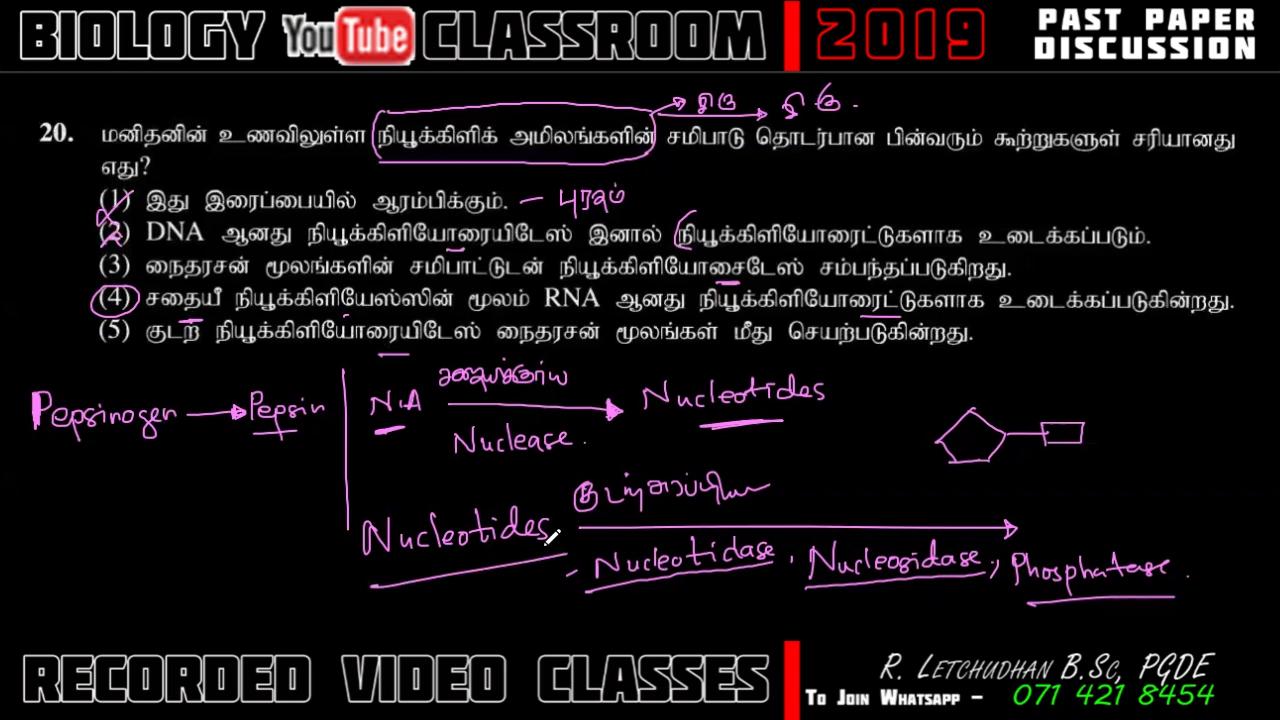 BIOLOGY YouTube CLASSROOM 2019 PAST PAPER DISCUSSION
20. மனிதனின் உணவிலுள்ள நியூக்கிளிக் அமிலங்களின் சமிபாடு தொடர்பான பின்வரும் கூற்றுகளுள் சரியானது
எது?
(1) இது இரைப்பையில் ஆரம்பிக்கும். - புரதம்
(2) DNA ஆனது நியூக்கிளியோரையிடேஸ் இனால் நியூக்கிளியோரைட்டுகளாக உடைக்கப்படும்.
(3) நைதரசன் மூலங்களின் சமிபாட்டுடன் நியூக்கிளியோசைடேஸ் சம்பந்தப்படுகிறது.
(4) சதையீ நியூக்கிளியேஸ்ஸின் மூலம் RNA ஆனது நியூக்கிளியோரைட்டுகளாக உடைக்கப்படுகின்றது.
(5) குடற் நியூக்கிளியோரையிடேஸ் நைதரசன் மூலங்கள் மீது செயற்படுகின்றது.
Pepsinogen Pepsin N.A Nucleotides
Nuclease.
Nucleotides
- Nucleotidase, Nucleosidase, Phosphatase.
RECORDED VIDEO CLASSES
R. LETCHUDHAN B.SC, PGDE
TO JOIN WHATSAPP - 071 421 8454